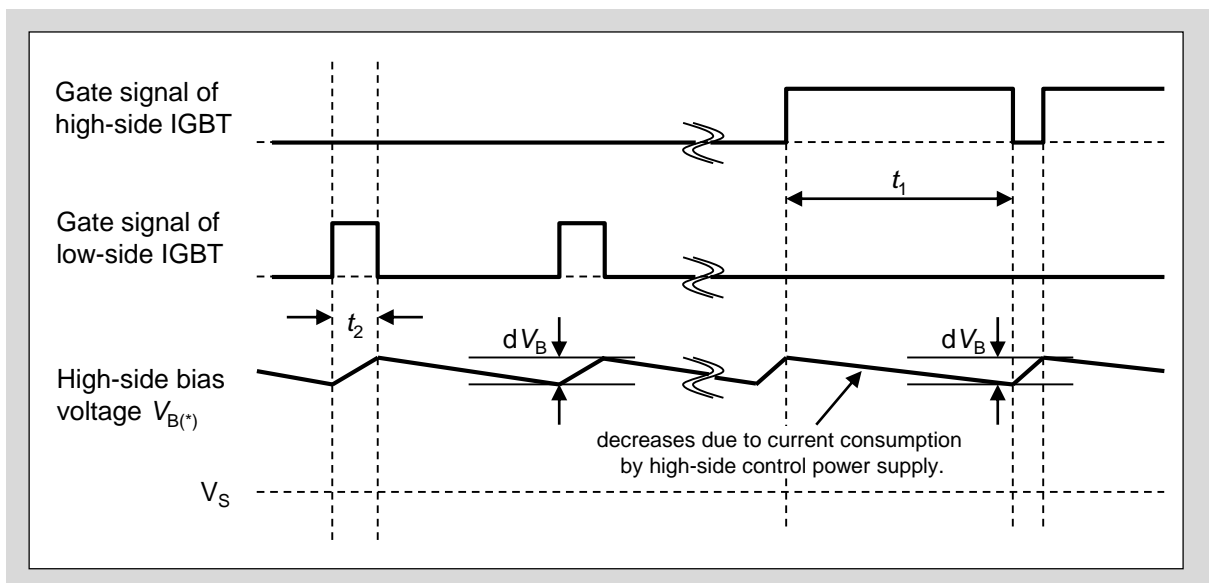 Gate signal of
high-side IGBT
t1
Gate signal of
low-side IGBT
t2
dVB
dVB
High-side bias
voltage VB(*)
decreases due to current consumption
by high-side control power supply.
VS